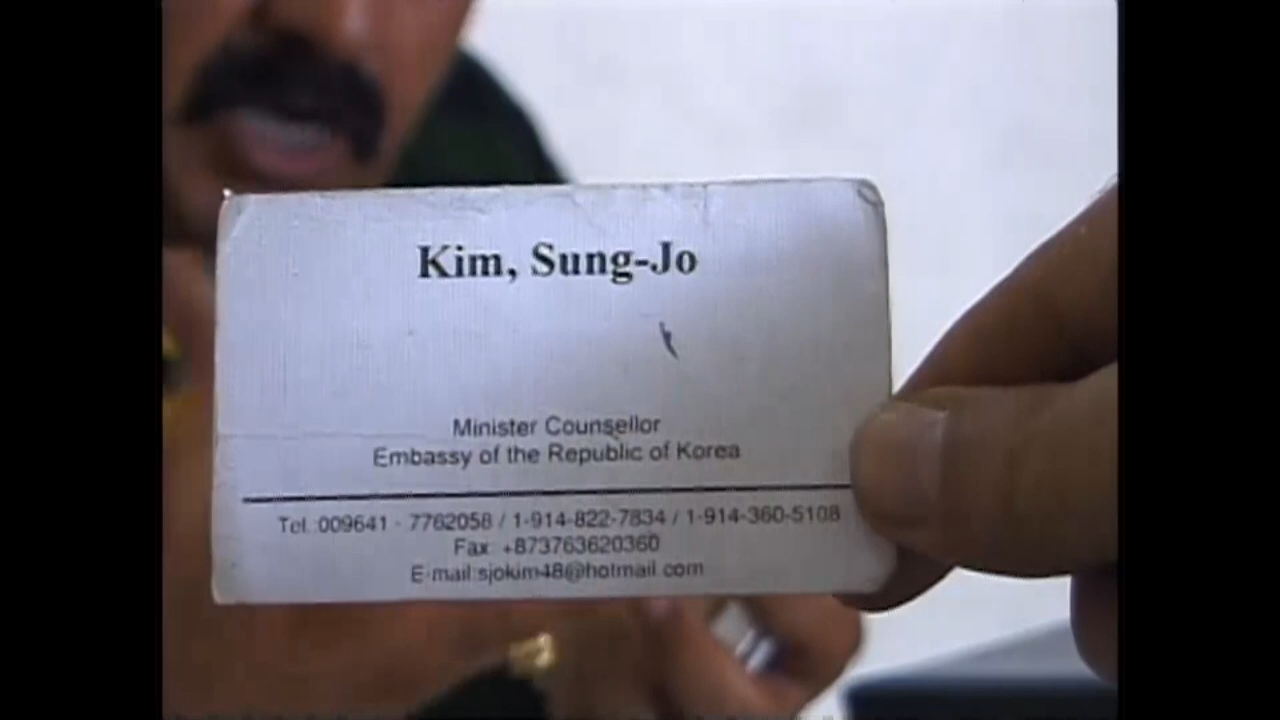 Kim, Sung-Jo
Minister Counsellor
Embassy of the Republic of Korea
Tel.:009641 - 7762058 / 1-914-822-7834 / 1-914-360-5108
Fax: +873763620360
E-mail:sjokim48@hotmail.com